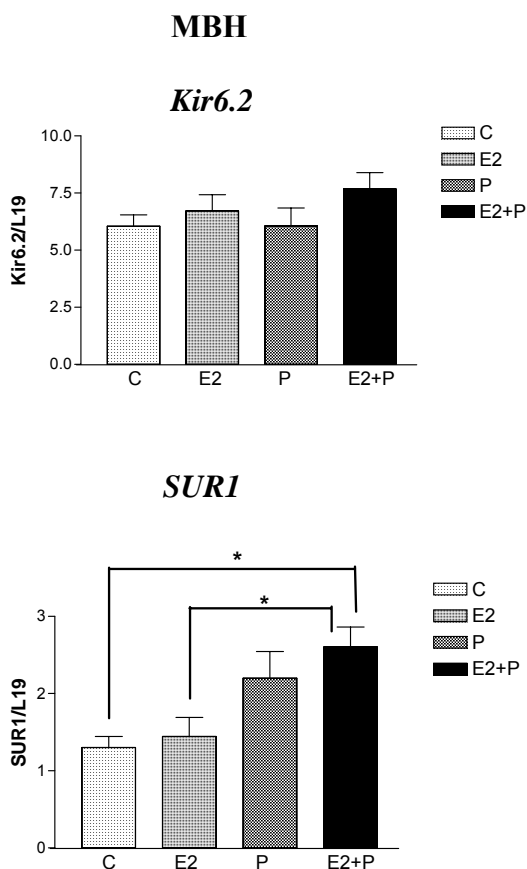 MBH
Kir6.2
10.0
7.5
5.0
2.5
0.0
Kir6.2/L19
C
E2
P
E2+P
C
E2
P
E2+P
SUR1
*
*
3
2
1
0
SUR1/L19
C
E2
P
E2+P
C
E2
P
E2+P